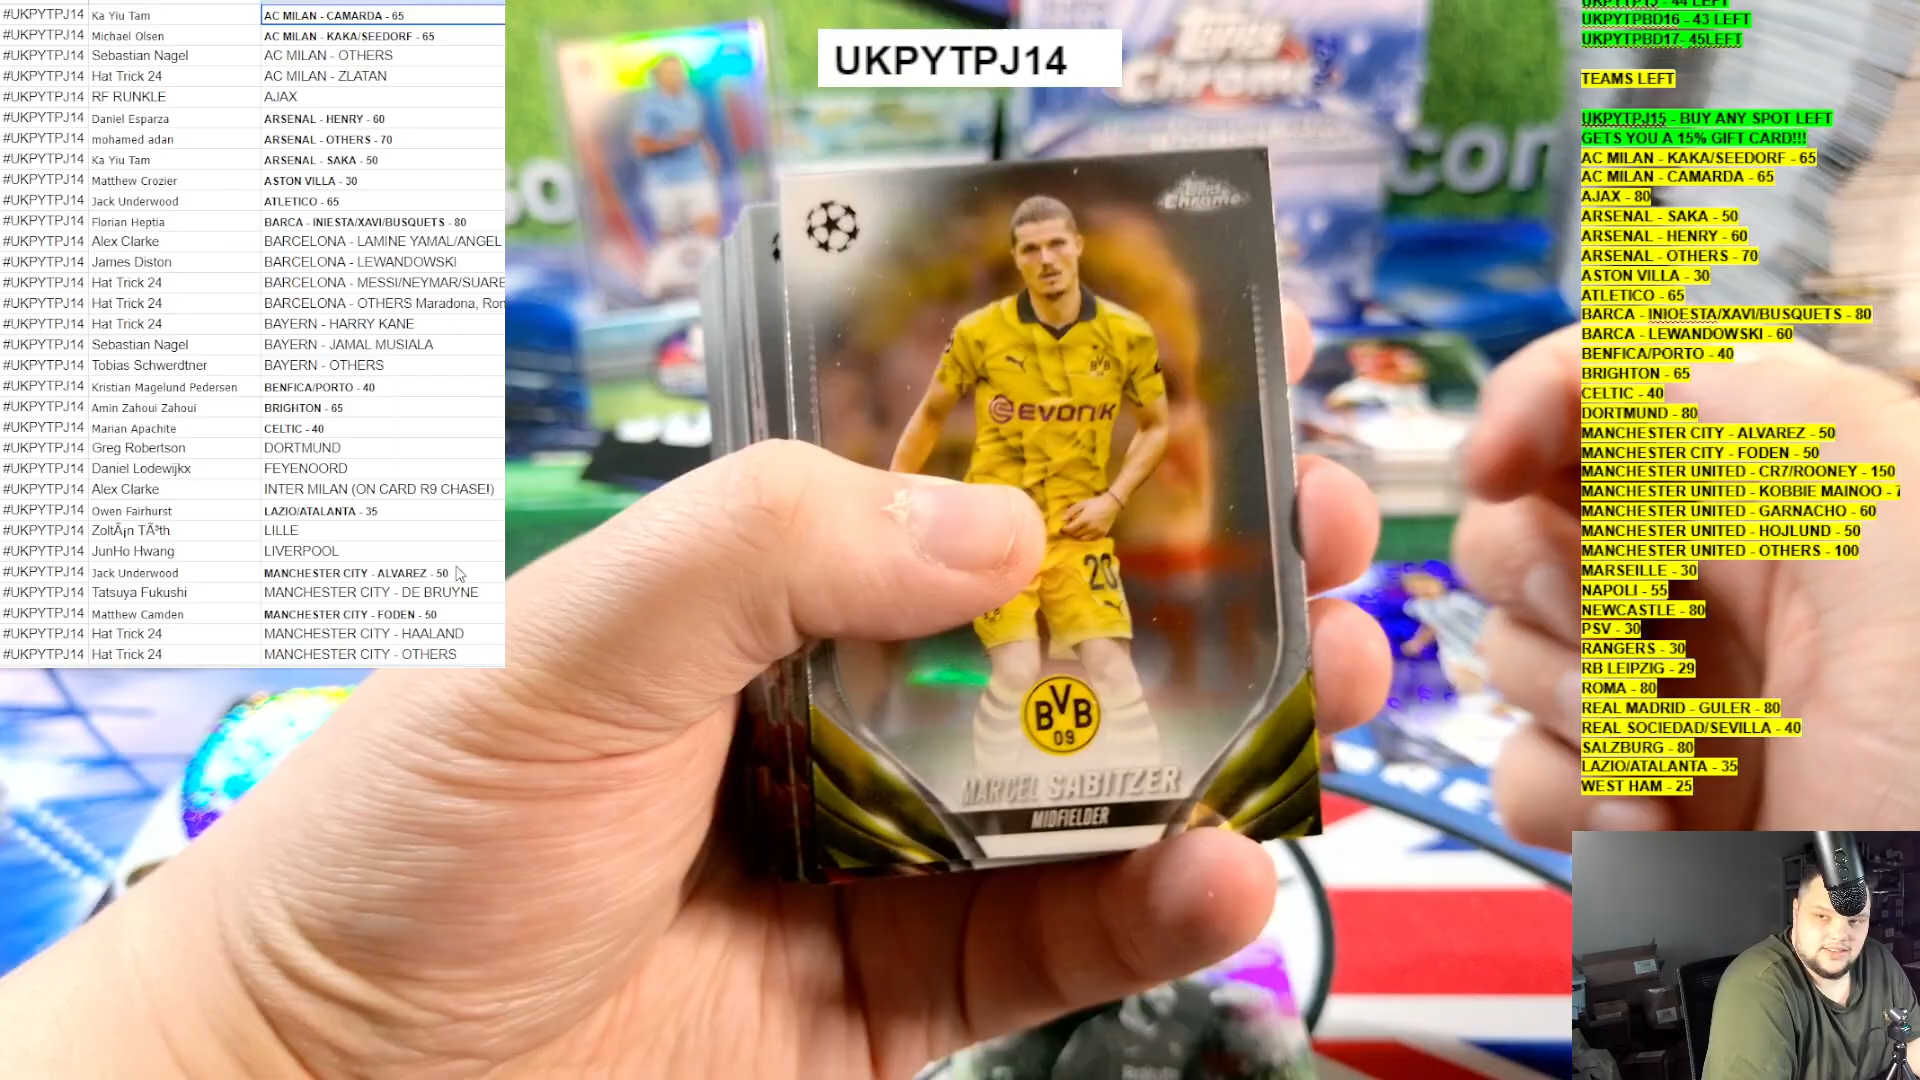 #UKPYTPJ14 Ka Yiu Tam AC MILAN - CAMARDA - 65
#UKPYTPJ14 Michael Olsen AC MILAN - KAKA/SEEDORF - 65
#UKPYTPJ14 Sebastian Nagel AC MILAN - OTHERS
#UKPYTPJ14 Hat Trick 24 AC MILAN - ZLATAN
#UKPYTPJ14 RF RUNKLE AJAX
#UKPYTPJ14 Daniel Esparza ARSENAL - HENRY - 60
#UKPYTPJ14 mohamed adan ARSENAL - OTHERS - 70
#UKPYTPJ14 Ka Yiu Tam ARSENAL - SAKA - 50
#UKPYTPJ14 Matthew Crozier ASTON VILLA - 30
#UKPYTPJ14 Jack Underwood ATLETICO - 65
#UKPYTPJ14 Florian Heptia BARCA - INIESTA/XAVI/BUSQUETS - 80
#UKPYTPJ14 Alex Clarke BARCELONA - LAMINE YAMAL/ANGEL
#UKPYTPJ14 James Diston BARCELONA - LEWANDOWSKI
#UKPYTPJ14 Hat Trick 24 BARCELONA - MESSI/NEYMAR/SUARE
#UKPYTPJ14 Hat Trick 24 BARCELONA - OTHERS Maradona, Ron
#UKPYTPJ14 Hat Trick 24 BAYERN - HARRY KANE
#UKPYTPJ14 Sebastian Nagel BAYERN - JAMAL MUSIALA
#UKPYTPJ14 Tobias Schwerdtner BAYERN - OTHERS
#UKPYTPJ14 Kristian Magelund Pedersen BENFICA/PORTO - 40
#UKPYTPJ14 Amin Zahoui Zahoui BRIGHTON - 65
#UKPYTPJ14 Marian Apachite CELTIC - 40
#UKPYTPJ14 Greg Robertson DORTMUND
#UKPYTPJ14 Daniel Lodewijkx FEYENOORD
#UKPYTPJ14 Alex Clarke INTER MILAN (ON CARD R9 CHASE!)
#UKPYTPJ14 Owen Fairhurst LAZIO/ATALANTA - 35
#UKPYTPJ14 ZoltÃ¡n TÃ³th LILLE
#UKPYTPJ14 JunHo Hwang LIVERPOOL
#UKPYTPJ14 Jack Underwood MANCHESTER CITY - ALVAREZ - 50
#UKPYTPJ14 Tatsuya Fukushi MANCHESTER CITY - DE BRUYNE
#UKPYTPJ14 Matthew Camden MANCHESTER CITY - FODEN - 50
#UKPYTPJ14 Hat Trick 24 MANCHESTER CITY - HAALAND
#UKPYTPJ14 Hat Trick 24 MANCHESTER CITY - OTHERS
UKPYTPJ14
Topps
Chrome
Topps
Chrome
EVONIK
BVB
09
20
BVB
09
MARCEL SABITZER
MIDFIELDER
UKPYTPBD16 - 43 LEFT
UKPYTPBD17- 45LEFT
TEAMS LEFT
UKPYTPJ15 - BUY ANY SPOT LEFT
GETS YOU A 15% GIFT CARD!!!
AC MILAN - KAKA/SEEDORF - 65
AC MILAN - CAMARDA - 65
AJAX - 80
ARSENAL - SAKA - 50
ARSENAL - HENRY - 60
ARSENAL - OTHERS - 70
ASTON VILLA - 30
ATLETICO - 65
BARCA - INIOESTA/XAVI/BUSQUETS - 80
BARCA - LEWANDOWSKI - 60
BENFICA/PORTO - 40
BRIGHTON - 65
CELTIC - 40
DORTMUND - 80
MANCHESTER CITY - ALVAREZ - 50
MANCHESTER CITY - FODEN - 50
MANCHESTER UNITED - CR7/ROONEY - 150
MANCHESTER UNITED - KOBBIE MAINOO - 7
MANCHESTER UNITED - GARNACHO - 60
MANCHESTER UNITED - HOJLUND - 50
MANCHESTER UNITED - OTHERS - 100
MARSEILLE - 30
NAPOLI - 55
NEWCASTLE - 80
PSV - 30
RANGERS - 30
RB LEIPZIG - 29
ROMA - 80
REAL MADRID - GULER - 80
REAL SOCIEDAD/SEVILLA - 40
SALZBURG - 80
LAZIO/ATALANTA - 35
WEST HAM - 25